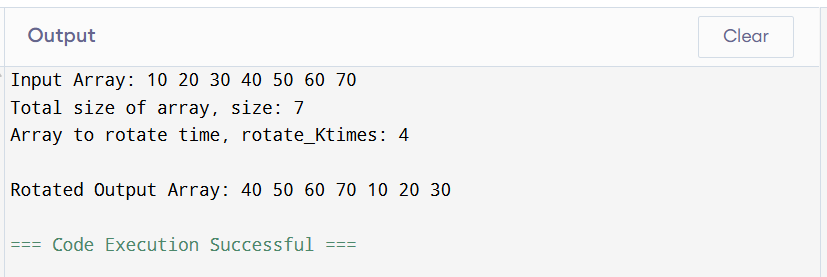 Output
Clear
Input Array: 10 20 30 40 50 60 70
Total size of array, size: 7
Array to rotate time, rotate_Ktimes: 4
Rotated Output Array: 40 50 60 70 10 20 30
=== Code Execution Successful ===